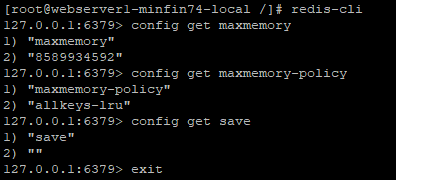 [root@webserver1-minfin74-local /]# redis-cli
127.0.0.1:6379> config get maxmemory
1) "maxmemory"
2) "8589934592"
127.0.0.1:6379> config get maxmemory-policy
1) "maxmemory-policy"
2) "allkeys-lru"
127.0.0.1:6379> config get save
1) "save"
2) ""
127.0.0.1:6379> exit